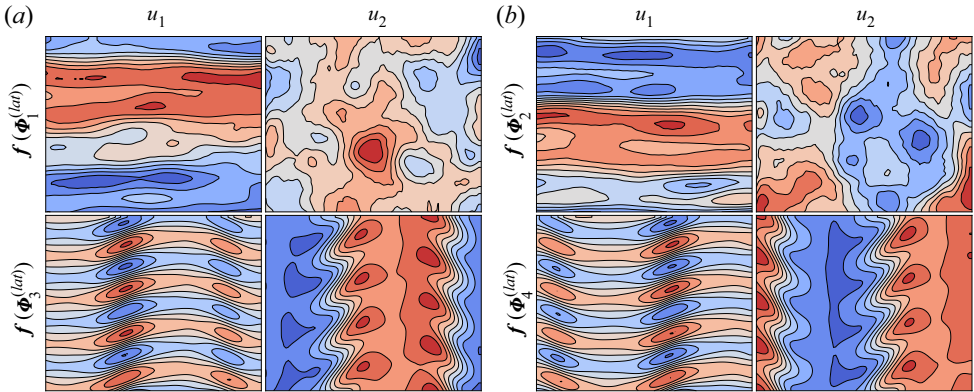 (a) u₁ u₂ (b) u₁ u₂
f (Φ₁⁽ˡᵃᵗ⁾) f (Φ₂⁽ˡᵃᵗ⁾)
f (Φ₃⁽ˡᵃᵗ⁾) f (Φ₄⁽ˡᵃᵗ⁾)